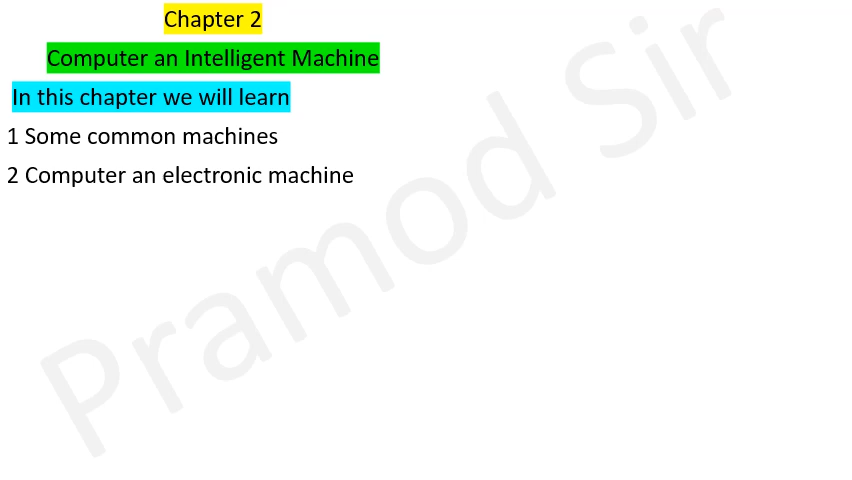 Chapter 2
Computer an Intelligent Machine
In this chapter we will learn
1 Some common machines
2 Computer an electronic machine
Pramod Sir